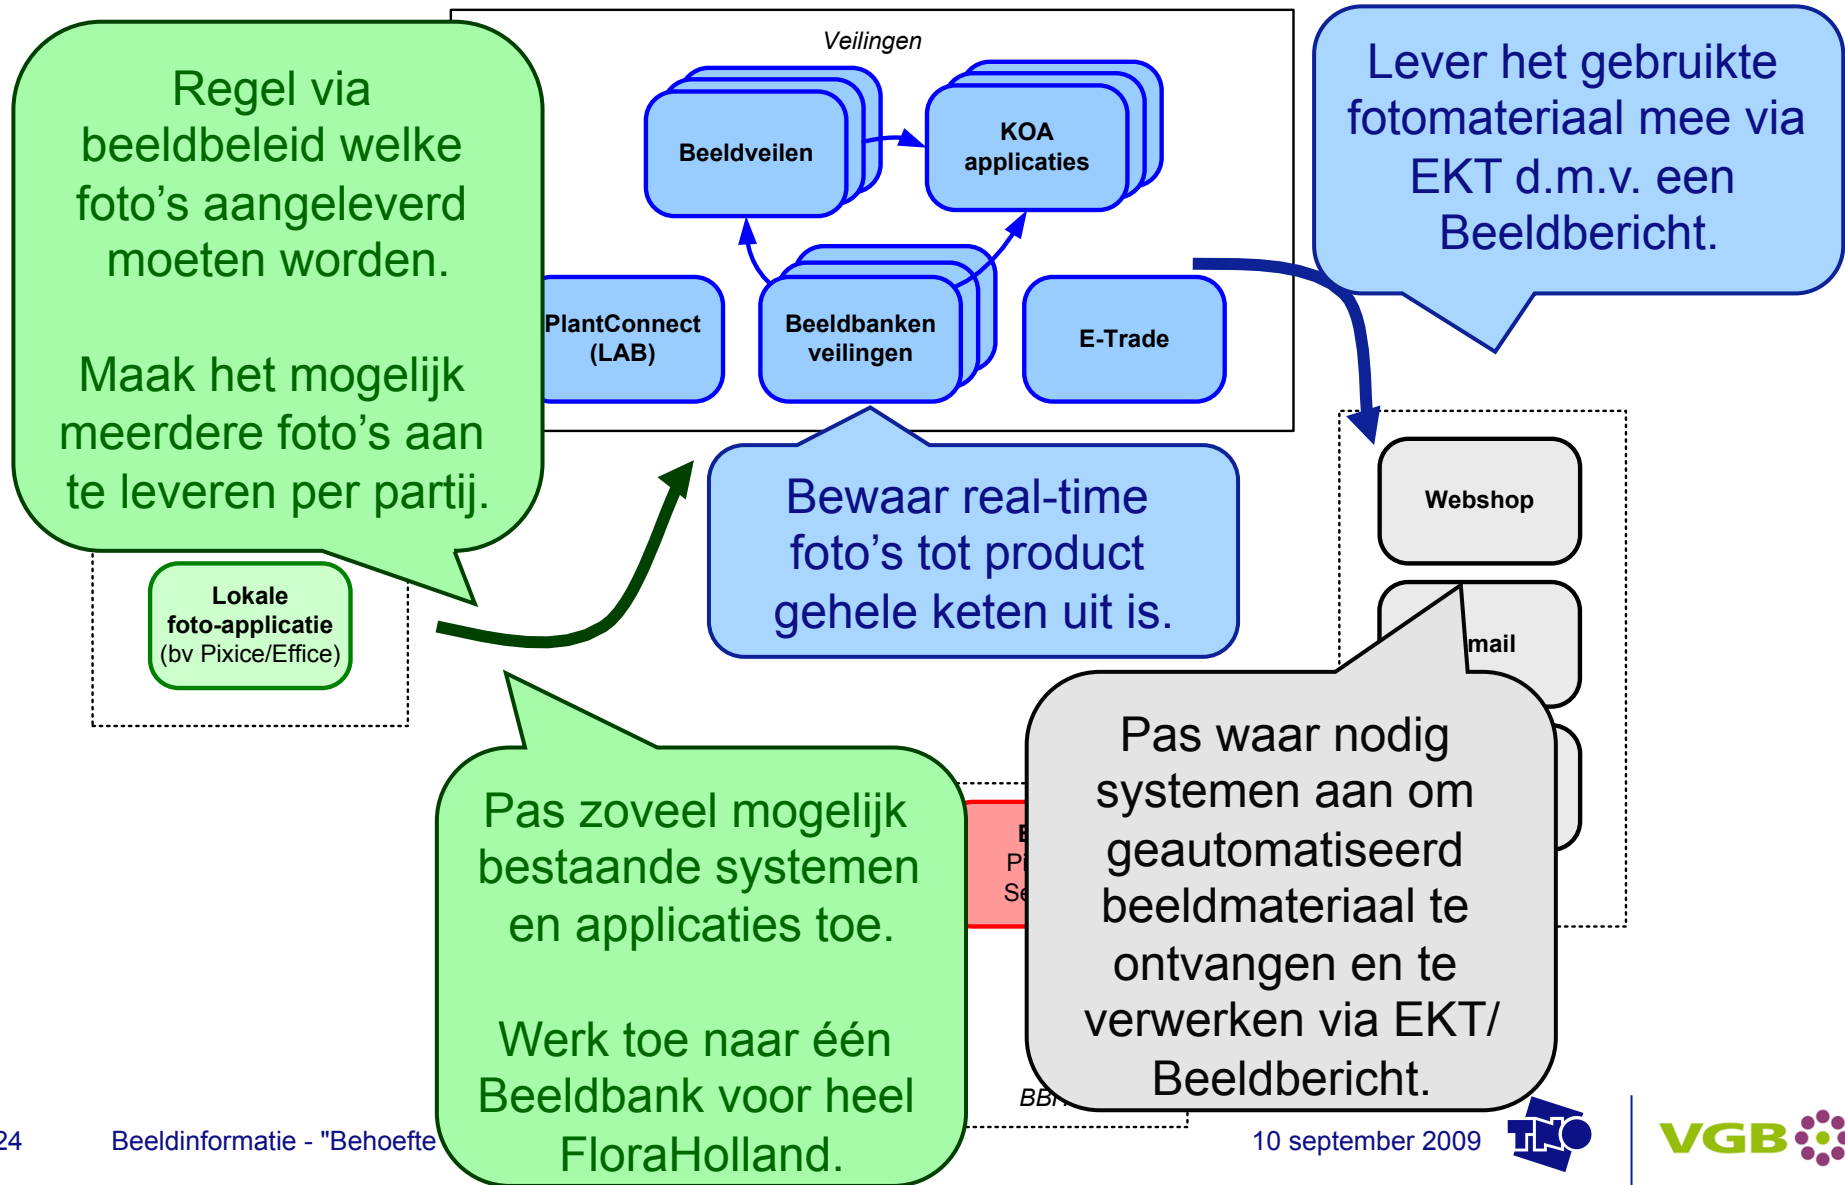 Veilingen
Regel via
beeldbeleid welke
foto's aangeleverd
moeten worden.
Maak het mogelijk
meerdere foto's aan
te leveren per partij.
Beeldveilen
KOA
applicaties
Lever het gebruikte
fotomateriaal mee via
EKT d.m.v. een
Beeldbericht.
PlantConnect
(LAB)
Beeldbanken
veilingen
E-Trade
Bewaar real-time
foto's tot product
gehele keten uit is.
Webshop
mail
Lokale
foto-applicatie
(bv Pixice/Effice)
Pas zoveel mogelijk
bestaande systemen
en applicaties toe.
Werk toe naar één
Beeldbank voor heel
FloraHolland.
Pas waar nodig
systemen aan om
geautomatiseerd
beeldmateriaal te
ontvangen en te
verwerken via EKT/
Beeldbericht.
24
Beeldinformatie - "Behoefte
10 september 2009
TNO
VGB